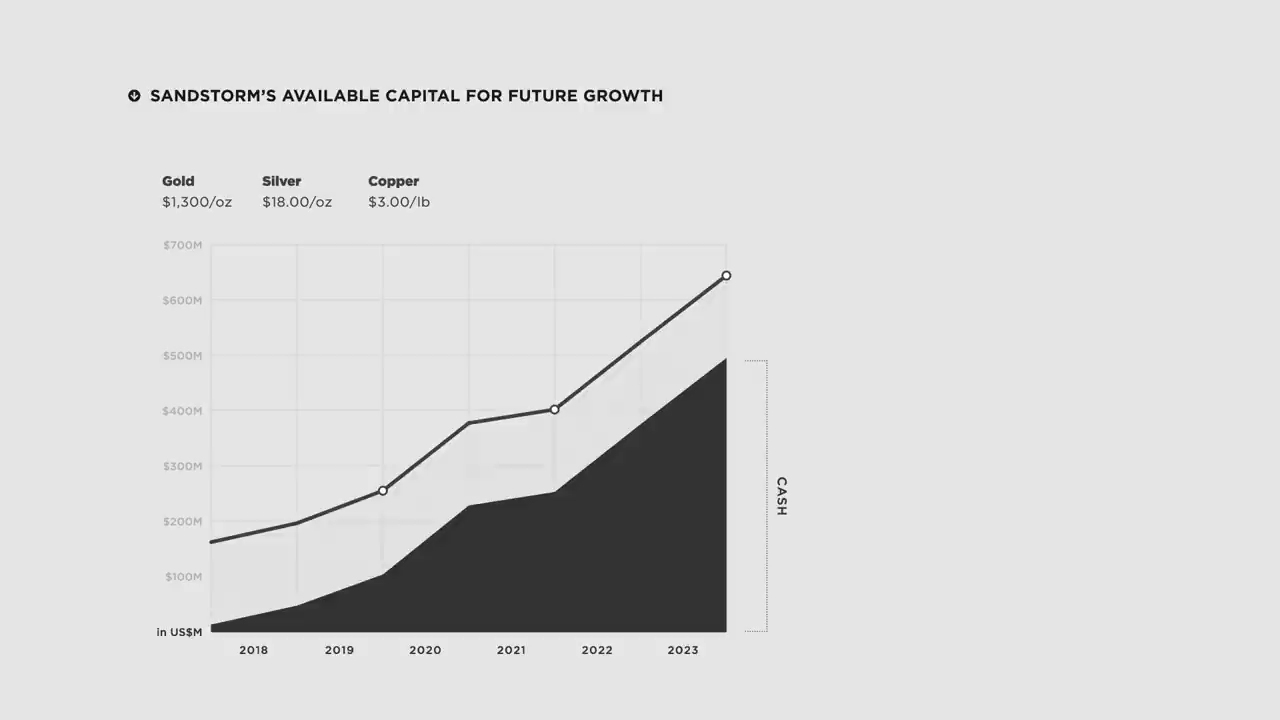 SANDSTORM'S AVAILABLE CAPITAL FOR FUTURE GROWTH
Gold Silver Copper
$1,300/oz $18.00/oz $3.00/lb
$700M
$600M
$500M
$400M
$300M
$200M
$100M
in US$M
CASH
2018 2019 2020 2021 2022 2023